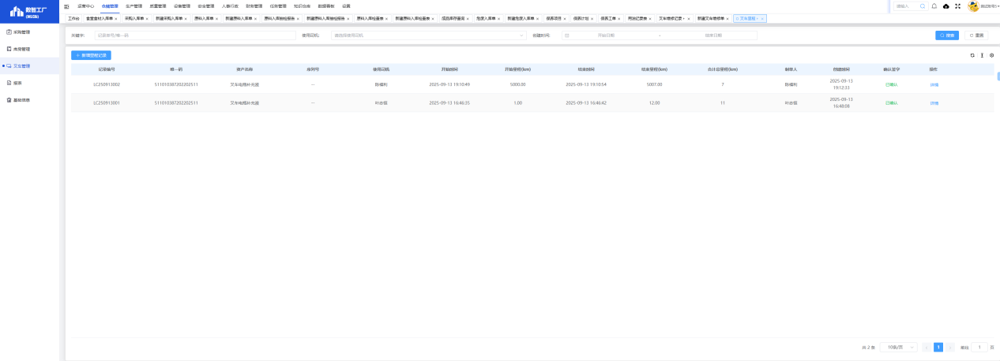 数智工厂
(MEGN)
运营中心 仓储管理 生产管理 质量管理 设备管理 安全管理 人事行政 财务管理 任务管理 知识仓库 数据看板 设置
请输入
工作台 食堂食材入库单 × 采购入库单 × 新建采购入库单 × 原料入库单 × 新建原料入库单 × 原料入库抽检报告 × 新建原料入库抽检报告 × 原料入库检查表 × 新建原料入库检查表 × 成品库存查询 × 危废入库单 × 新建危废入库单 × 保养项目 × 保养计划 × 保养工单 × 用油记录表 × 叉车维修记录 × 新建叉车维修单 × 叉车里程 ×
采购管理
库房管理
叉车管理
报表
基础信息
关键字: 记录单号/唯一码 使用司机: 请选择使用司机 创建时间: 开始日期 - 结束日期 搜索 重置
+ 新增里程记录
记录编号 唯一码 资产名称 序列号 使用司机 开始时间 开始里程(km) 结束时间 结束里程(km) 合计总里程(km) 制单人 创建时间 确认签字 操作
LC250913002 511010387202202511 叉车电瓶补充液 -- 陈福利 2025-09-13 19:10:49 5000.00 2025-09-13 19:10:54 5007.00 7 陈福利 2025-09-13 19:12:33 已确认 详情
LC250913001 511010387202202511 叉车电瓶补充液 -- 叶志恒 2025-09-13 16:46:35 1.00 2025-09-13 16:46:42 12.00 11 叶志恒 2025-09-13 16:48:08 已确认 详情
共 2 条 10条/页 1 前往 1 页